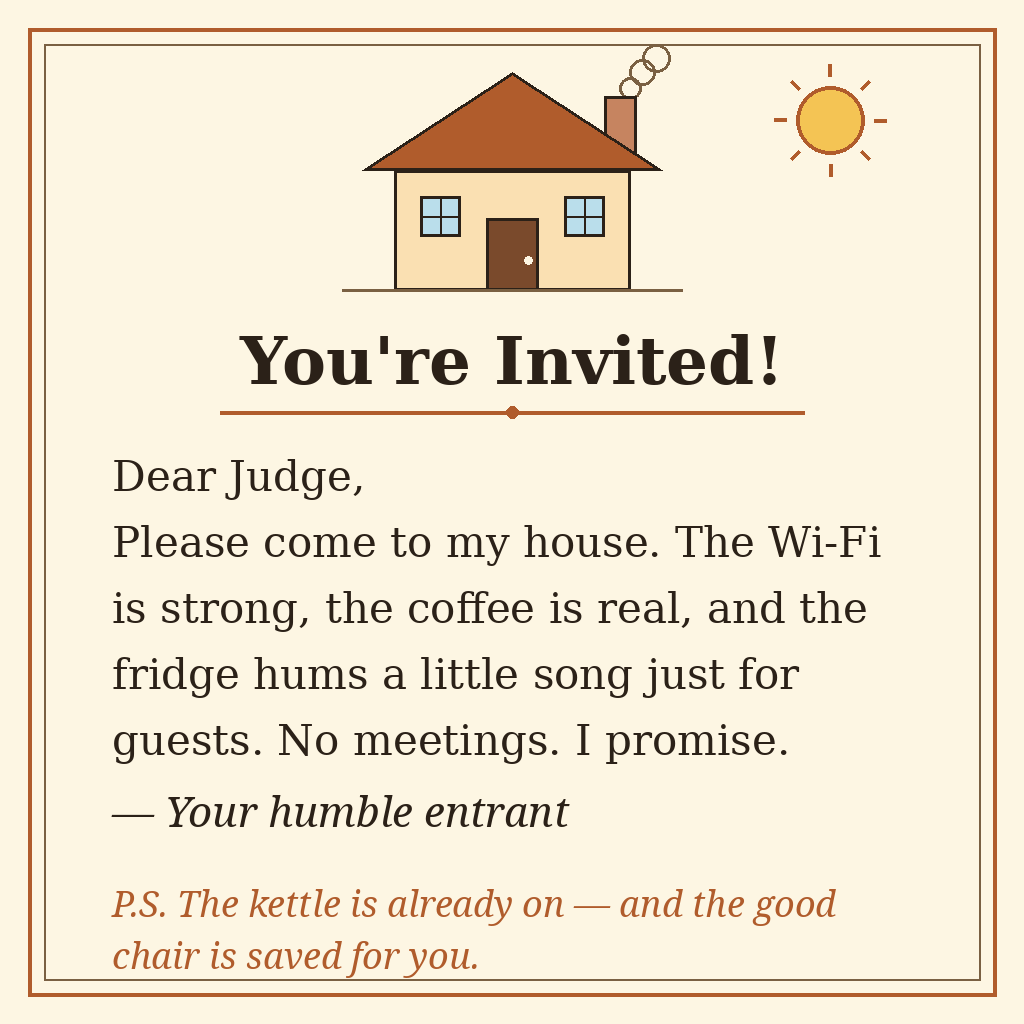 You're Invited!
Dear Judge,
Please come to my house. The Wi-Fi
is strong, the coffee is real, and the
fridge hums a little song just for
guests. No meetings. I promise.
— Your humble entrant
P.S. The kettle is already on — and the good
chair is saved for you.